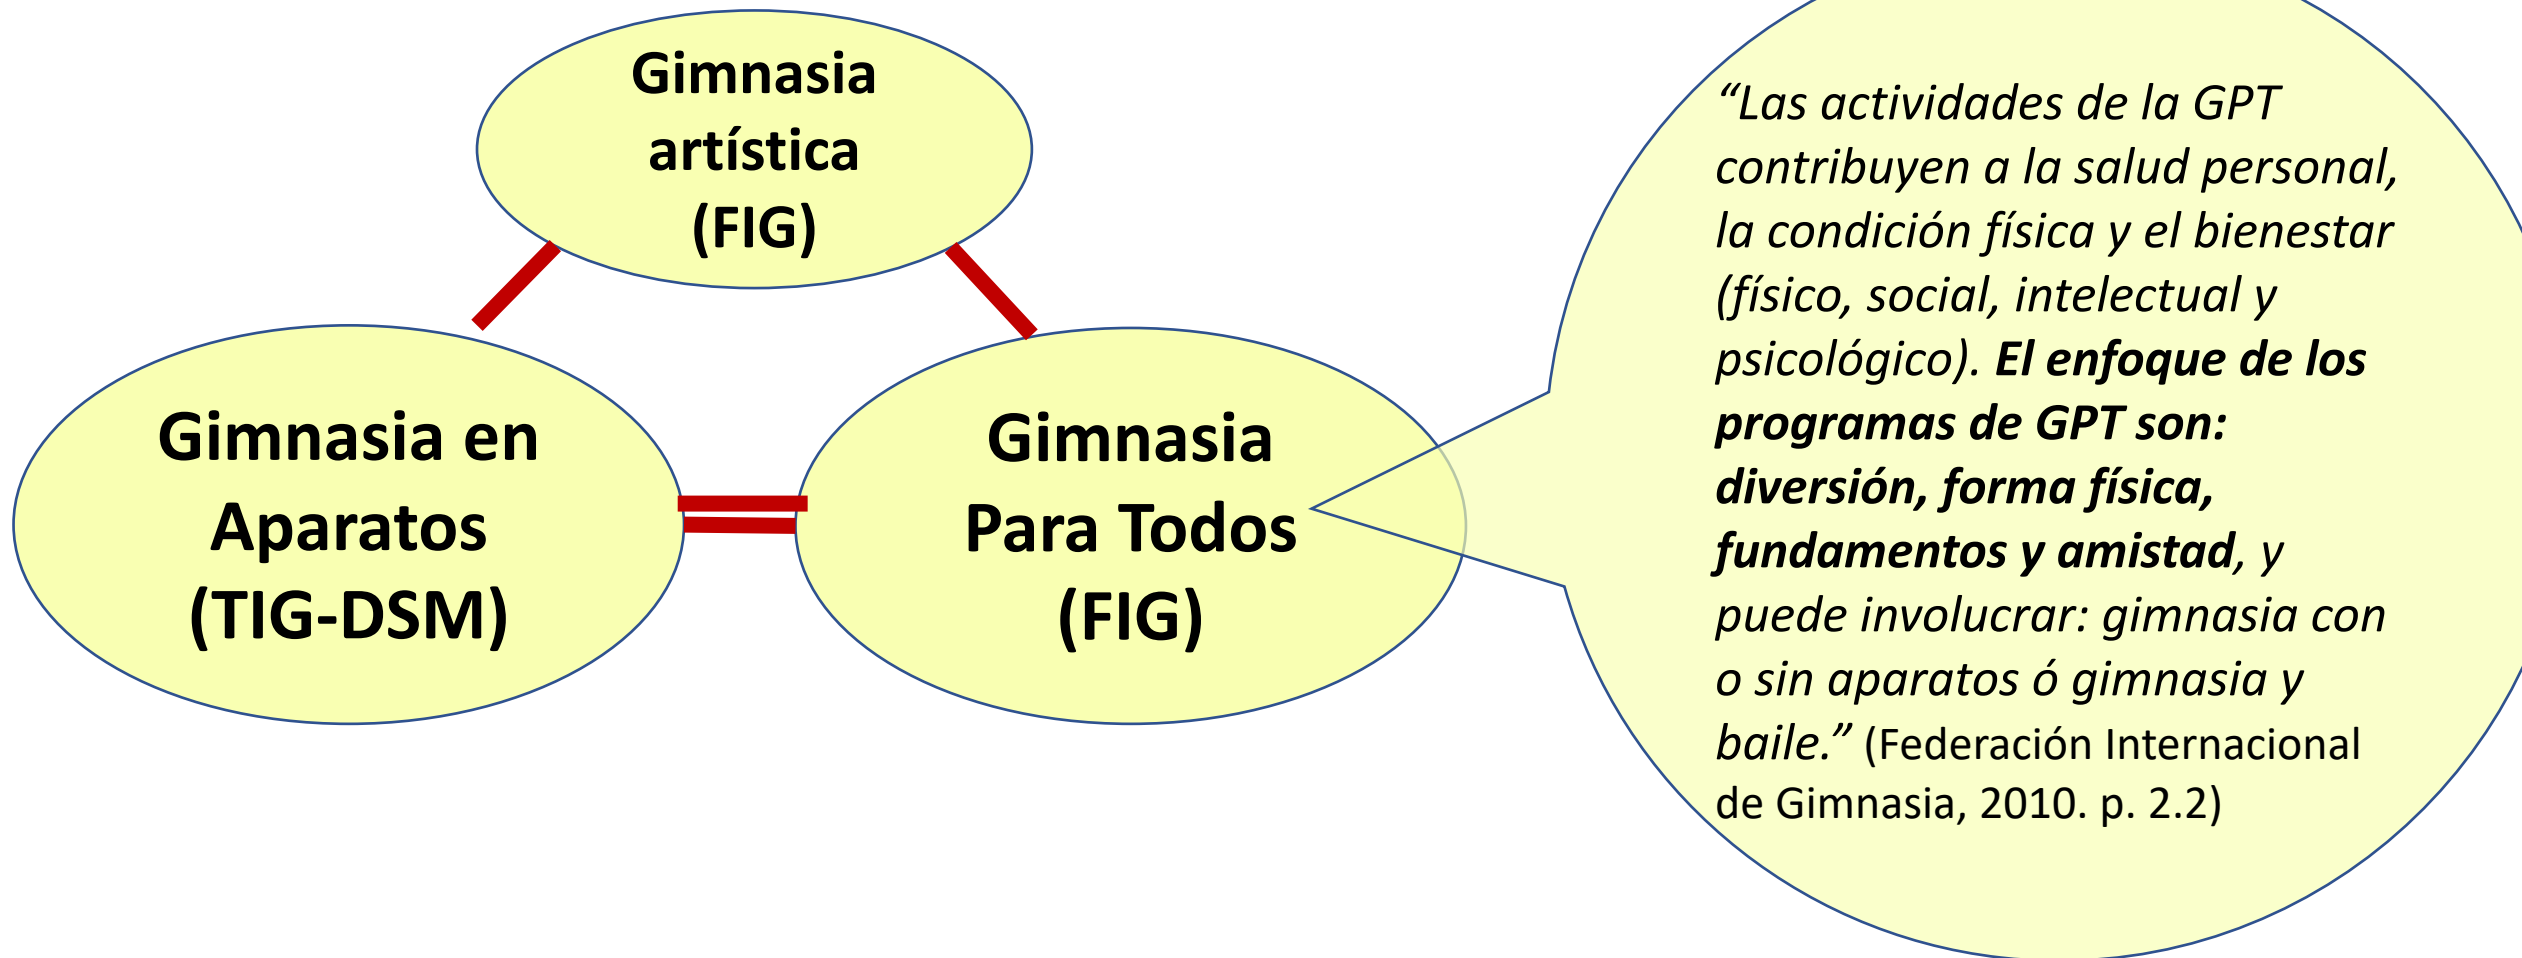 Gimnasia
artística
(FIG)
Gimnasia en
Aparatos
(TIG-DSM)
Gimnasia
Para Todos
(FIG)
“Las actividades de la GPT
contribuyen a la salud personal,
la condición física y el bienestar
(físico, social, intelectual y
psicológico). El enfoque de los
programas de GPT son:
diversión, forma física,
fundamentos y amistad, y
puede involucrar: gimnasia con
o sin aparatos ó gimnasia y
baile.” (Federación Internacional
de Gimnasia, 2010. p. 2.2)